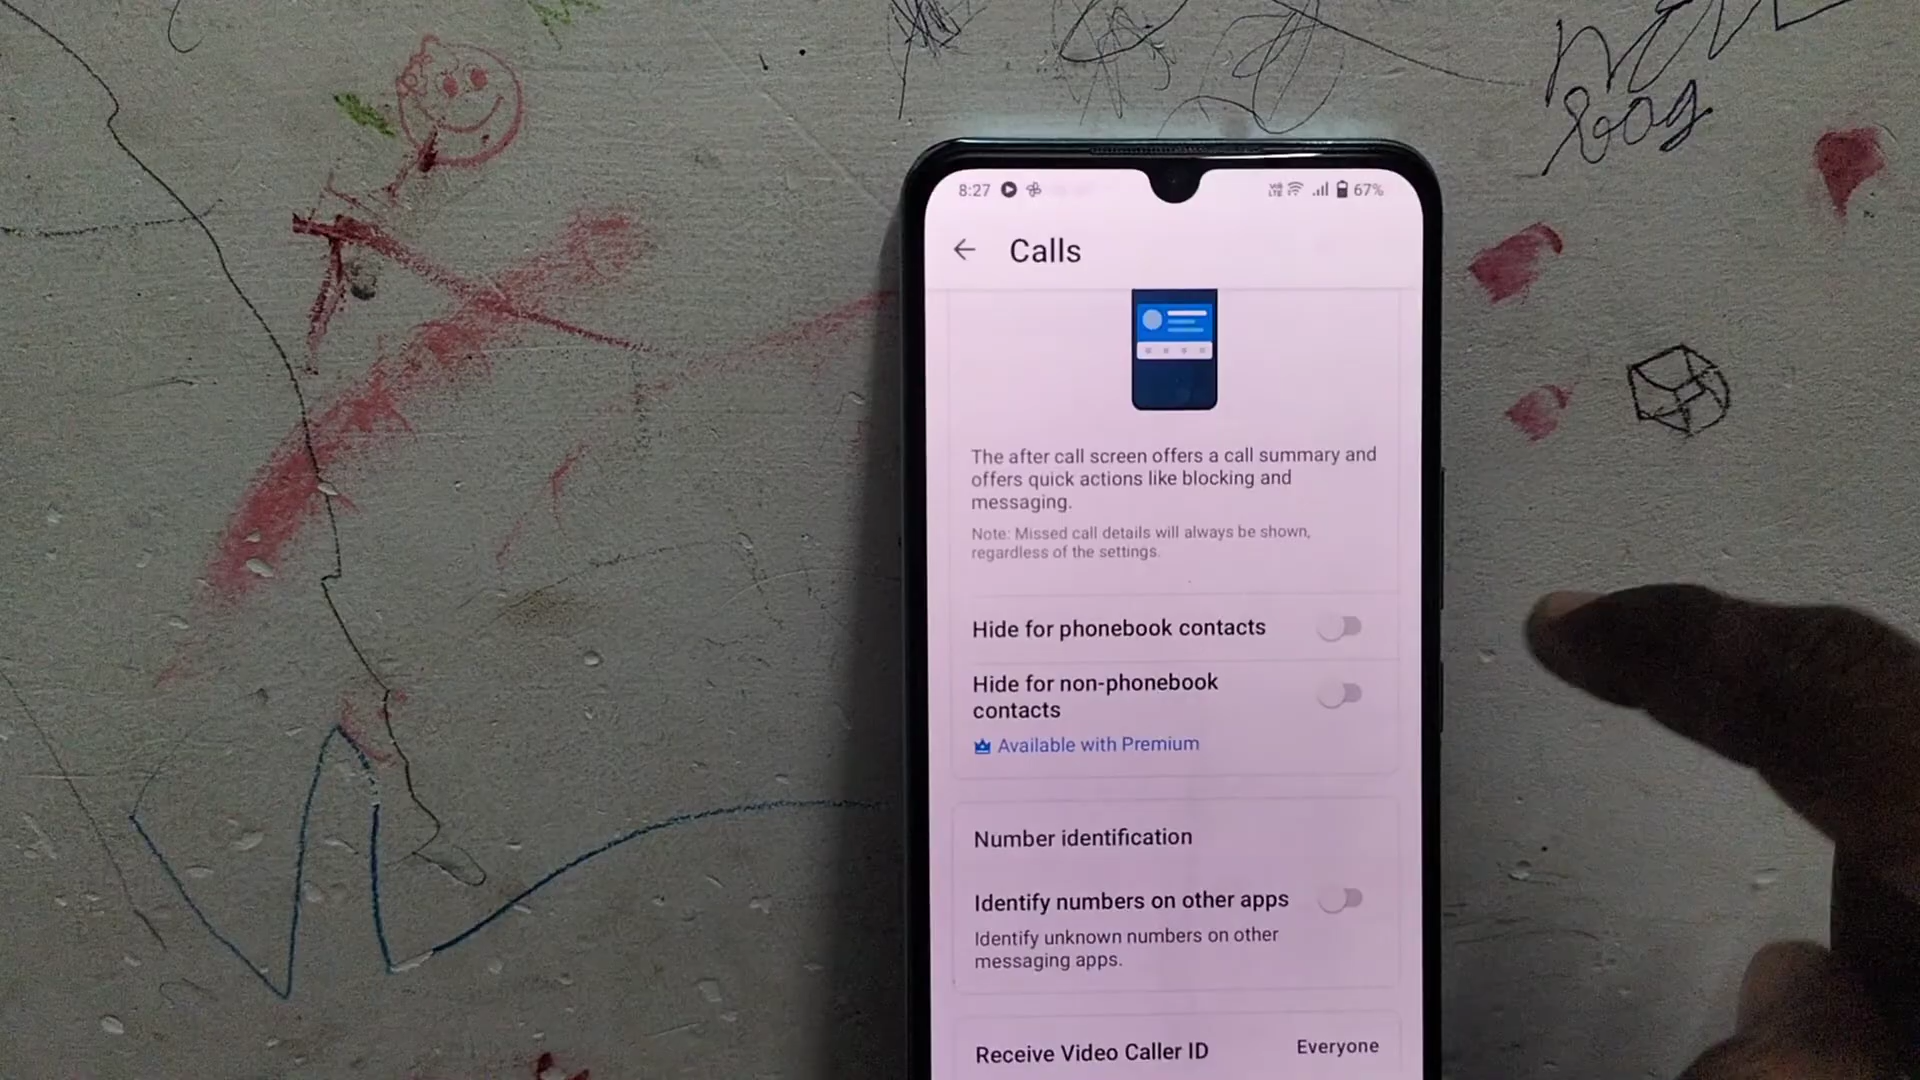 8:27
67%
Calls
The after call screen offers a call summary and
offers quick actions like blocking and
messaging.
Note: Missed call details will always be shown,
regardless of the settings.
Hide for phonebook contacts
Hide for non-phonebook
contacts
Available with Premium
Number identification
Identify numbers on other apps
Identify unknown numbers on other
messaging apps.
Receive Video Caller ID
Everyone